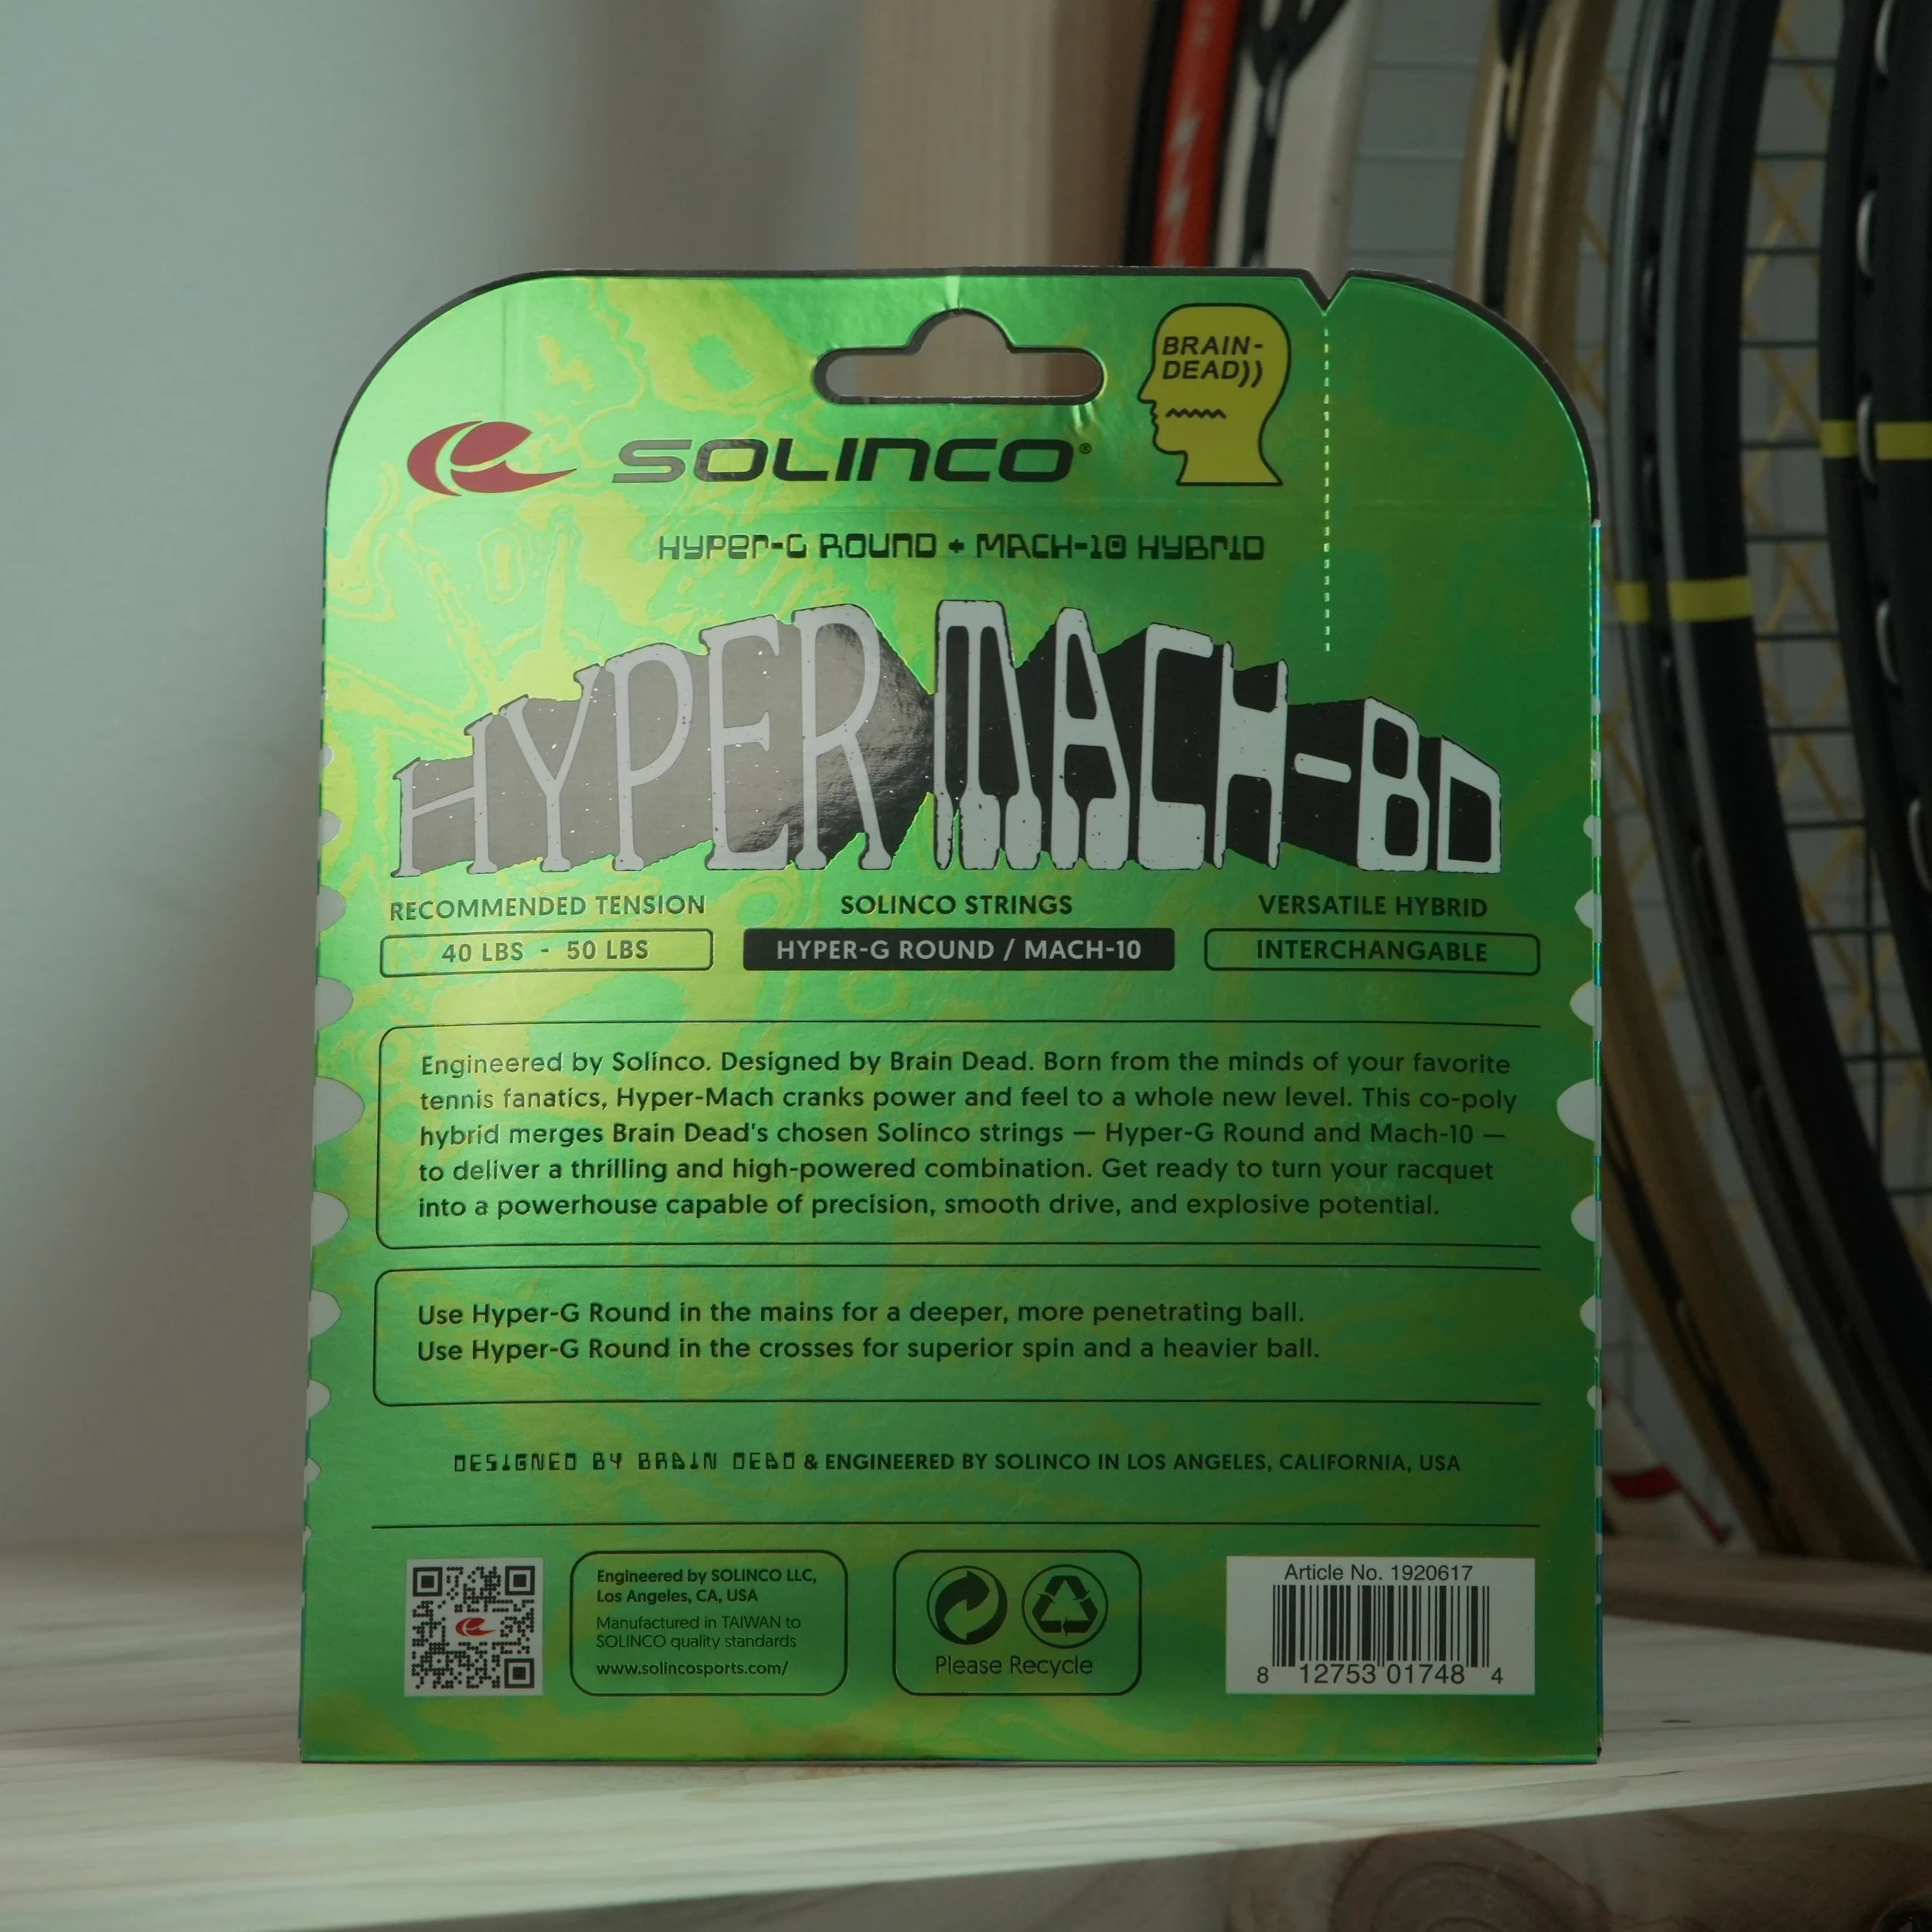 BRAIN-
DEAD))
SOLINCO®
HYPER-G ROUND + MACH-10 HYBRID
HYPER MACH-BD
RECOMMENDED TENSION
40 LBS - 50 LBS
SOLINCO STRINGS
HYPER-G ROUND / MACH-10
VERSATILE HYBRID
INTERCHANGABLE
Engineered by Solinco. Designed by Brain Dead. Born from the minds of your favorite
tennis fanatics, Hyper-Mach cranks power and feel to a whole new level. This co-poly
hybrid merges Brain Dead's chosen Solinco strings — Hyper-G Round and Mach-10 —
to deliver a thrilling and high-powered combination. Get ready to turn your racquet
into a powerhouse capable of precision, smooth drive, and explosive potential.
Use Hyper-G Round in the mains for a deeper, more penetrating ball.
Use Hyper-G Round in the crosses for superior spin and a heavier ball.
DESIGNED BY BRAIN DEAD & ENGINEERED BY SOLINCO IN LOS ANGELES, CALIFORNIA, USA
Engineered by SOLINCO LLC,
Los Angeles, CA, USA
Manufactured in TAIWAN to
SOLINCO quality standards
www.solincosports.com/
Please Recycle
Article No. 1920617
8 12753 01748 4